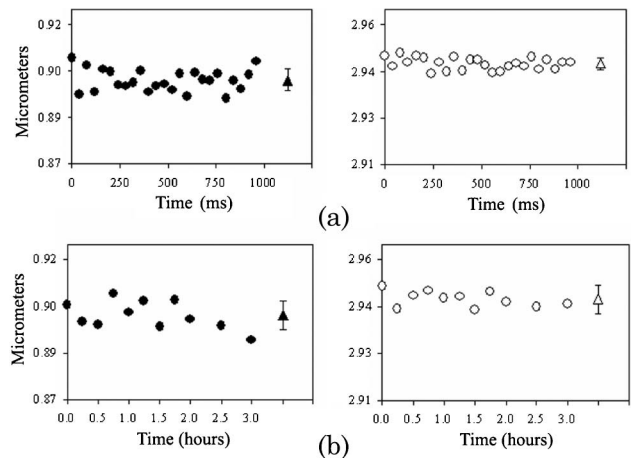 0.92 2.96
Micrometers 0.90 2.94
0.89 2.93
0.87 2.91
0 250 500 750 1000 0 250 500 750 1000
Time (ms) Time (ms)
(a)
0.92 2.96
Micrometers 0.90 2.94
0.89 2.93
0.87 2.91
0.0 0.5 1.0 1.5 2.0 2.5 3.0 0.0 0.5 1.0 1.5 2.0 2.5 3.0
Time (hours) Time (hours)
(b)